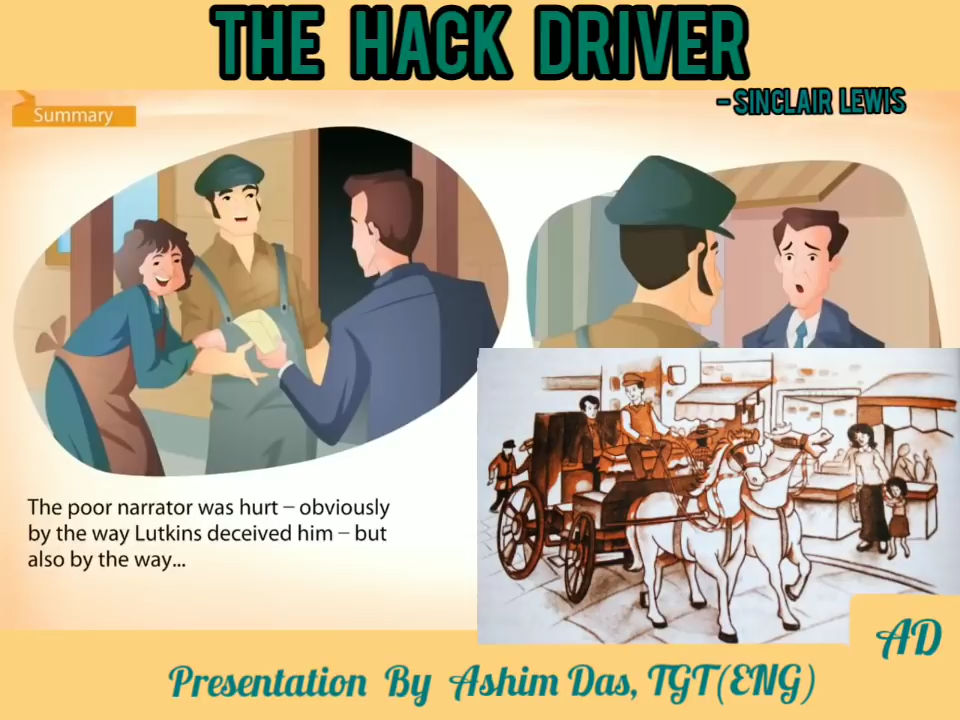 THE HACK DRIVER
- SINCLAIR LEWIS
Summary
The poor narrator was hurt – obviously
by the way Lutkins deceived him – but
also by the way...
AD
Presentation By Ashim Das, TGT(ENG)